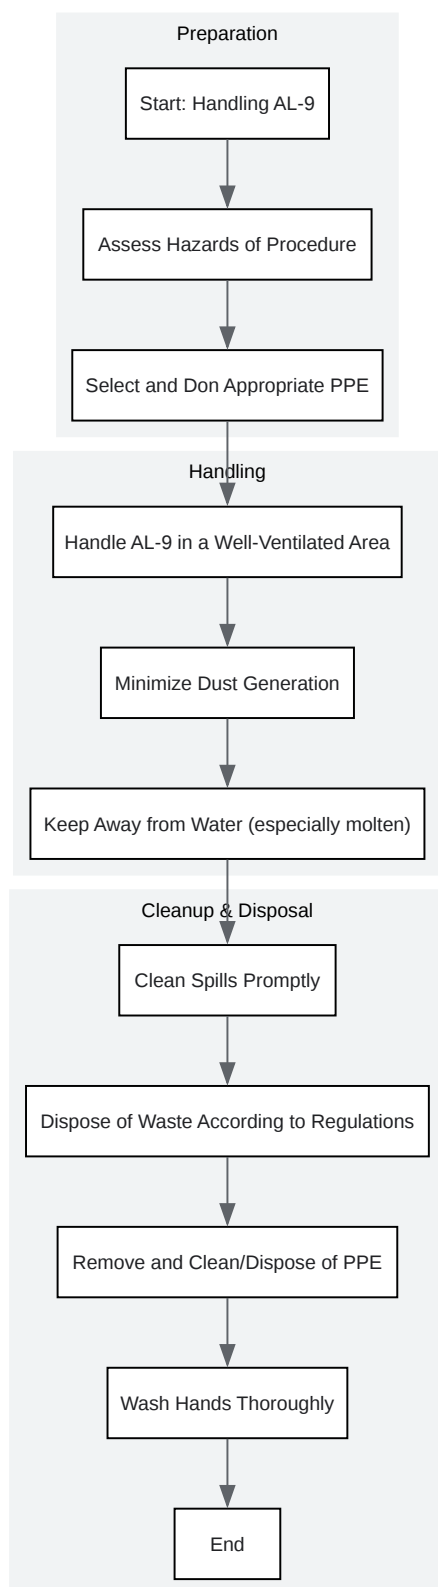 Preparation
Start: Handling AL-9
Assess Hazards of Procedure
Select and Don Appropriate PPE
Handling
Handle AL-9 in a Well-Ventilated Area
Minimize Dust Generation
Keep Away from Water (especially molten)
Cleanup & Disposal
Clean Spills Promptly
Dispose of Waste According to Regulations
Remove and Clean/Dispose of PPE
Wash Hands Thoroughly
End